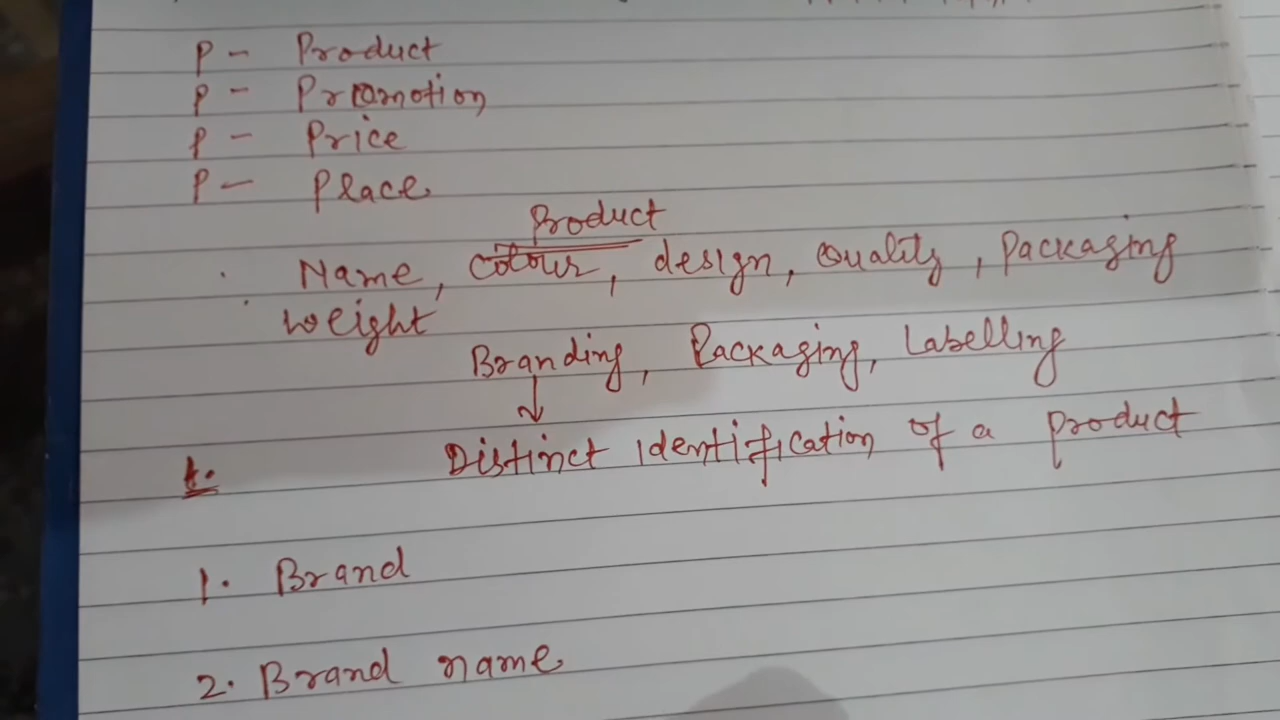 P - Product
P - Promotion
P - Price
P - Place
Product
Name, colour, design, Quality, Packaging
weight
Branding, Packaging, Labelling
Distinct identification of a product
1.
1. Brand
2. Brand name